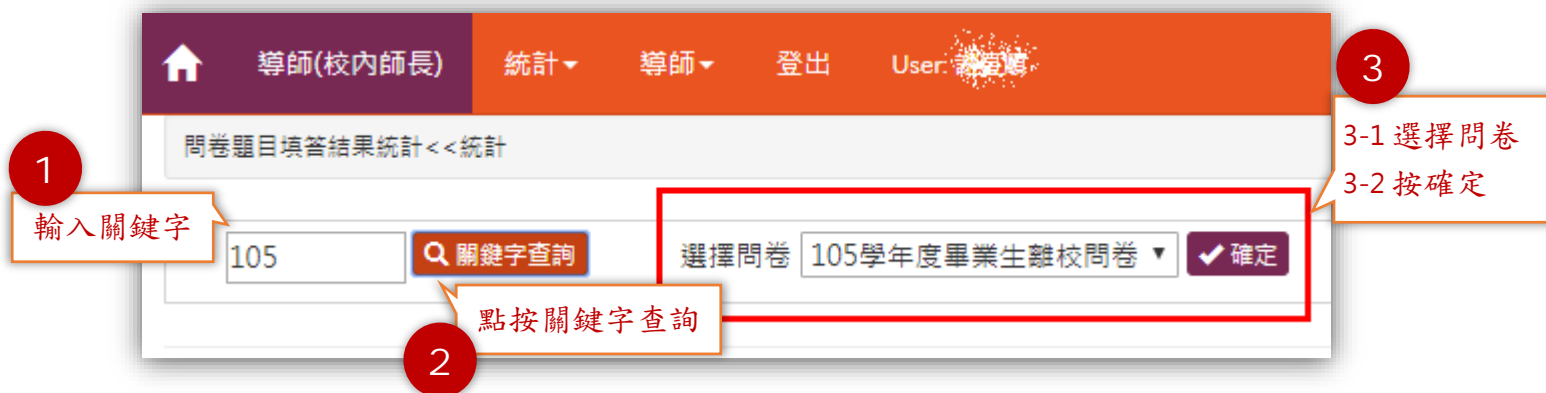 導師(校內師長) 統計 導師 登出 User:
3
3-1 選擇問卷
3-2 按確定
問卷題目填答結果統計<<統計
1
輸入關鍵字
105 關鍵字查詢 選擇問卷 105學年度畢業生離校問卷 確定
點按關鍵字查詢
2